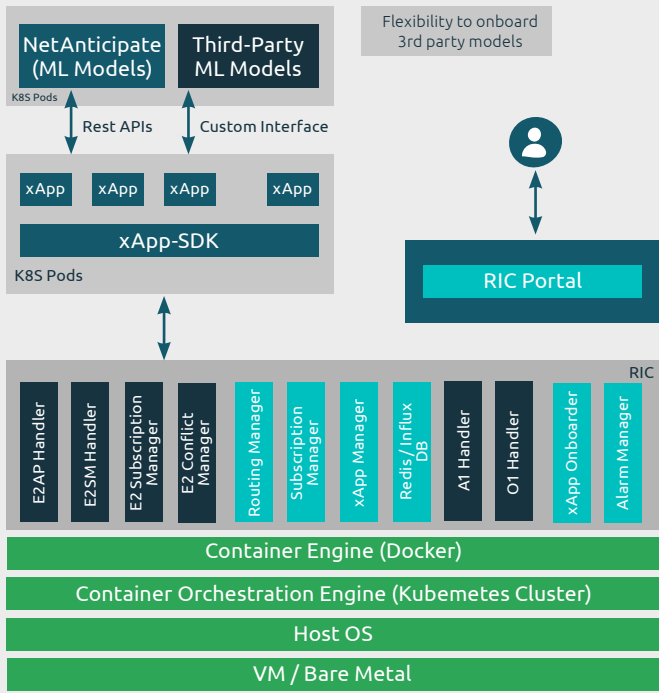 NetAnticipate
(ML Models)
Third-Party
ML Models
K8S Pods
Flexibility to onboard
3rd party models
Rest APIs
Custom Interface
xApp
xApp
xApp
xApp
xApp-SDK
K8S Pods
RIC Portal
RIC
E2AP Handler
E2SM Handler
E2 Subscription
Manager
E2 Conflict
Manager
Routing Manager
Subscription
Manager
xApp Manager
Redis / Influx
DB
A1 Handler
O1 Handler
xApp Onboarder
Alarm Manager
Container Engine (Docker)
Container Orchestration Engine (Kubemetes Cluster)
Host OS
VM / Bare Metal